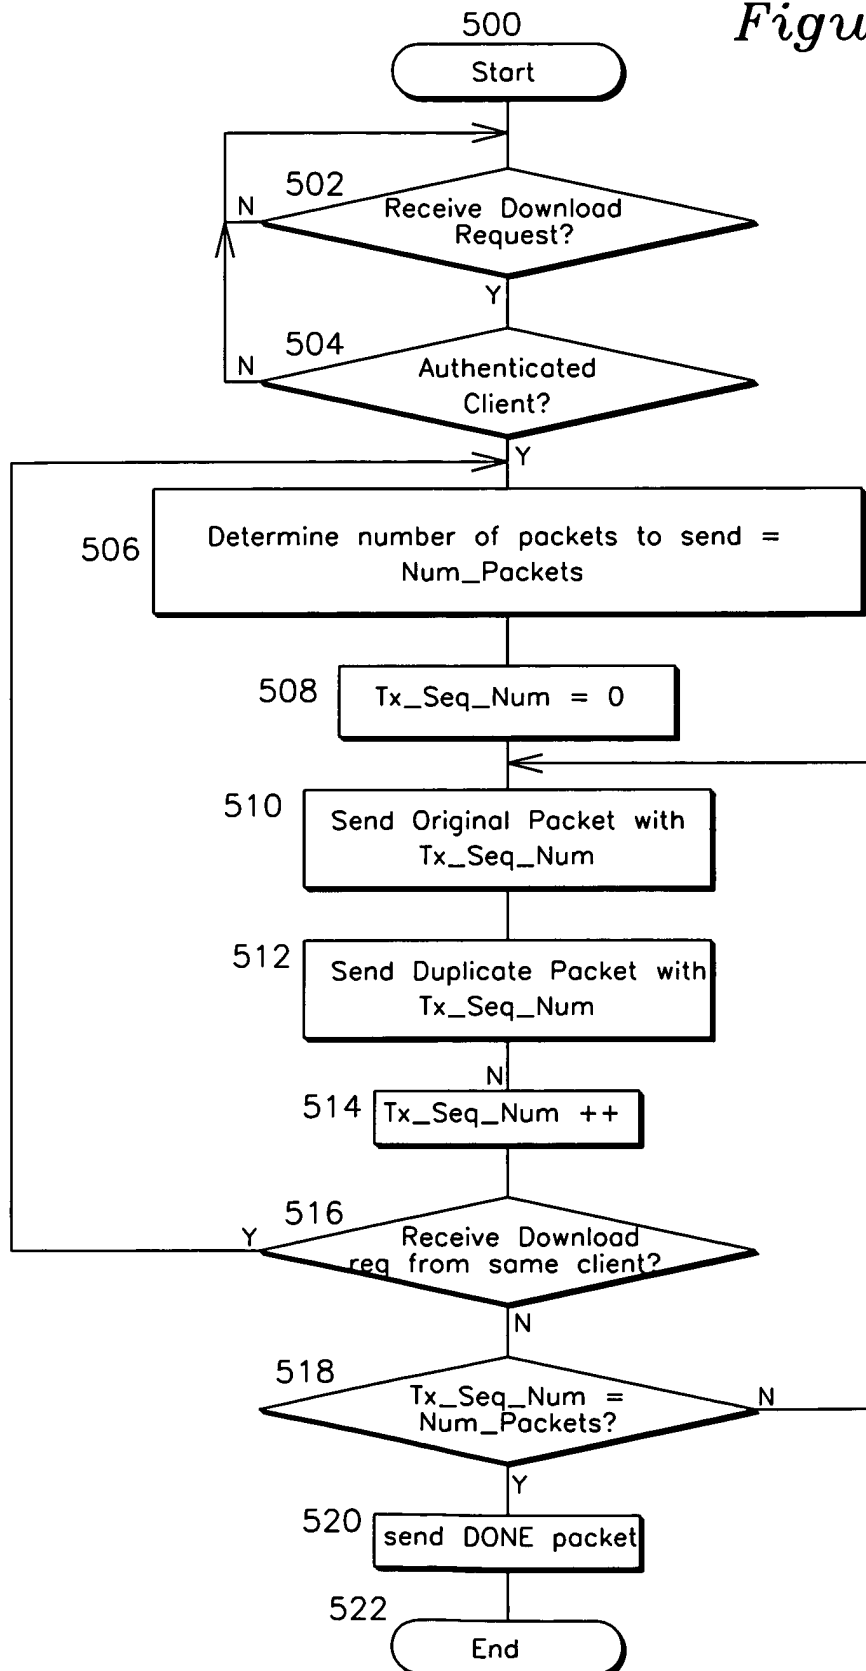 500
Figu
Start
502
N
Receive Download
Request?
Y
504
N
Authenticated
Client?
Y
506
Determine number of packets to send =
Num_Packets
508
Tx_Seq_Num = 0
510
Send Original Packet with
Tx_Seq_Num
512
Send Duplicate Packet with
Tx_Seq_Num
N
514
Tx_Seq_Num ++
516
Y
Receive Download
req from same client?
N
518
Tx_Seq_Num =
Num_Packets?
N
Y
520
send DONE packet
522
End